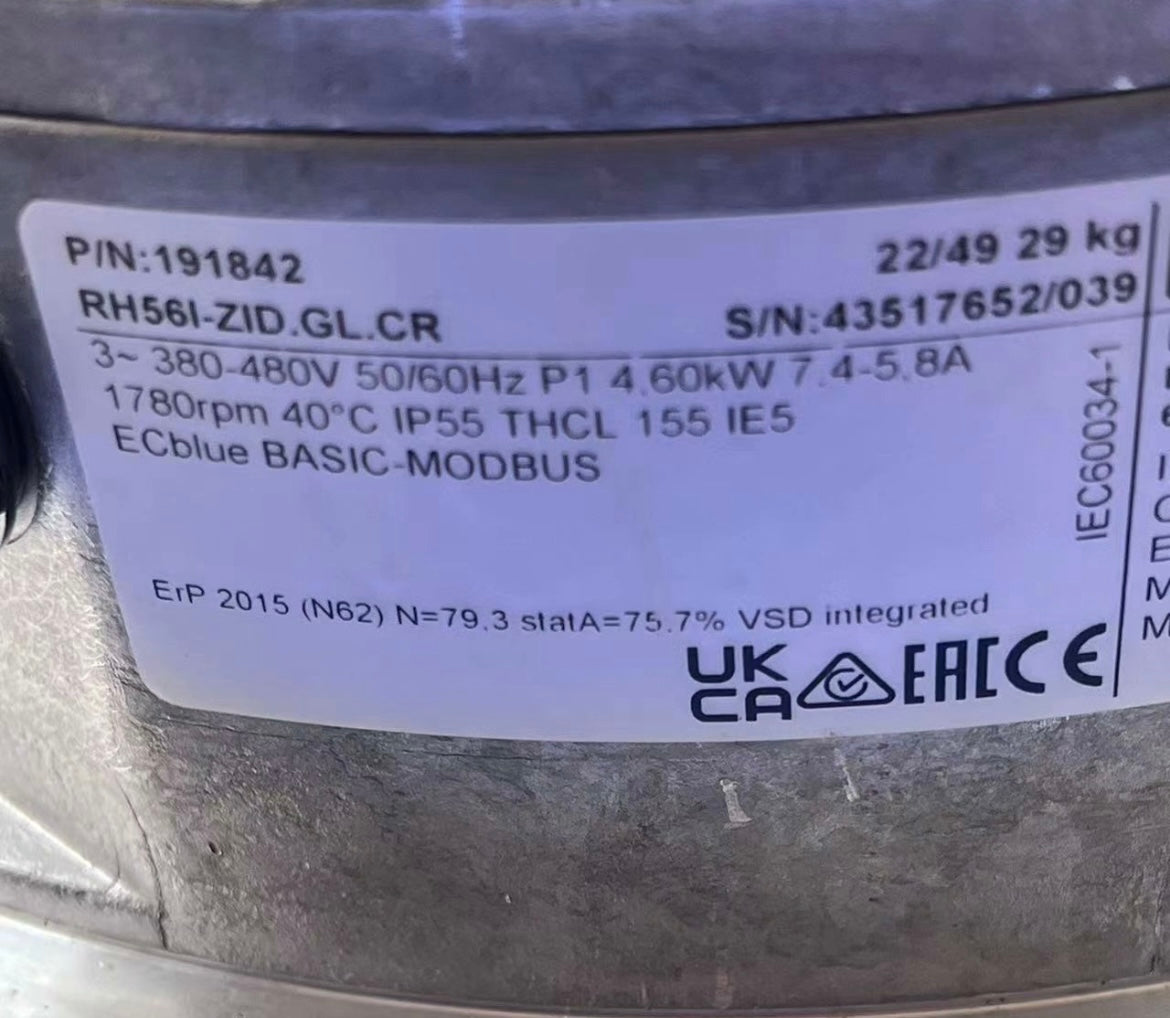 P/N:191842
22/49 29 kg
RH56I-ZID.GL.CR
S/N:43517652/039
3~ 380-480V 50/60Hz P1 4.60kW 7.4-5.8A
1780rpm 40°C IP55 THCL 155 IE5
ECblue BASIC-MODBUS
IEC60034-1
ErP 2015 (N62) N=79.3 statA=75.7% VSD integrated
UK
CA
EAC CE